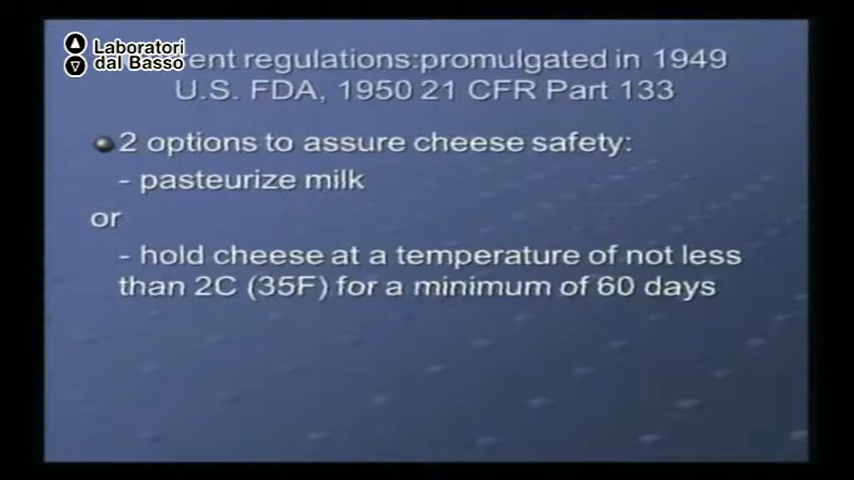 Laboratori
dal Basso
rent regulations:promulgated in 1949
U.S. FDA, 1950 21 CFR Part 133
2 options to assure cheese safety:
- pasteurize milk
or
- hold cheese at a temperature of not less
than 2C (35F) for a minimum of 60 days